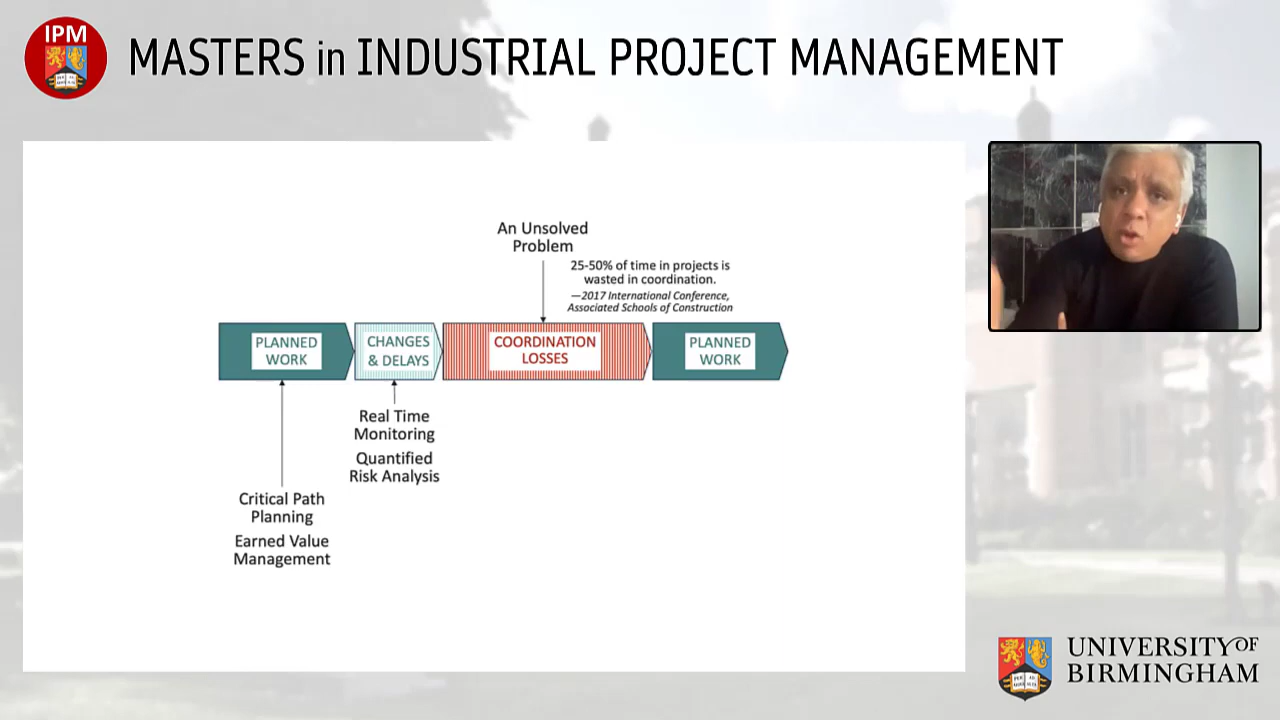 IPM
MASTERS in INDUSTRIAL PROJECT MANAGEMENT
An Unsolved
Problem
25-50% of time in projects is
wasted in coordination.
—2017 International Conference,
Associated Schools of Construction
PLANNED
WORK
CHANGES
& DELAYS
COORDINATION
LOSSES
PLANNED
WORK
Real Time
Monitoring
Quantified
Risk Analysis
Critical Path
Planning
Earned Value
Management
UNIVERSITY OF
BIRMINGHAM